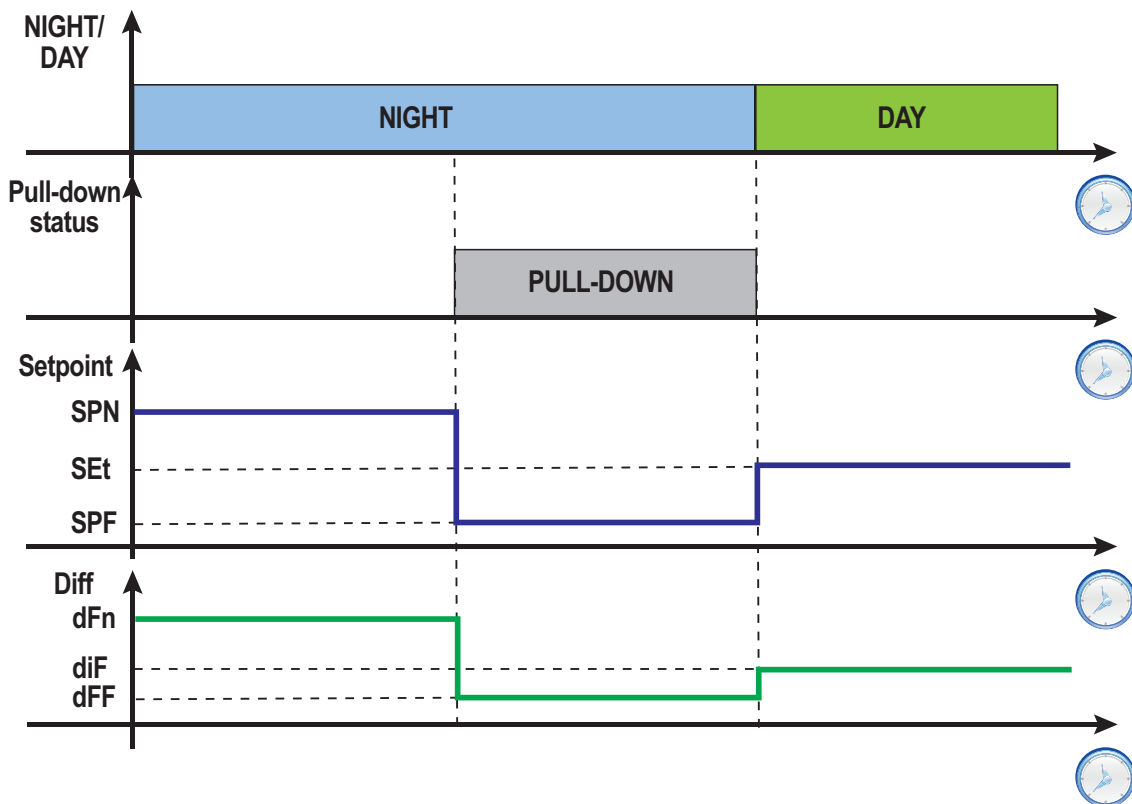 NIGHT/
DAY
NIGHT
DAY
Pull-down
status
PULL-DOWN
Setpoint
SPN
SEt
SPF
Diff
dFn
diF
dFF